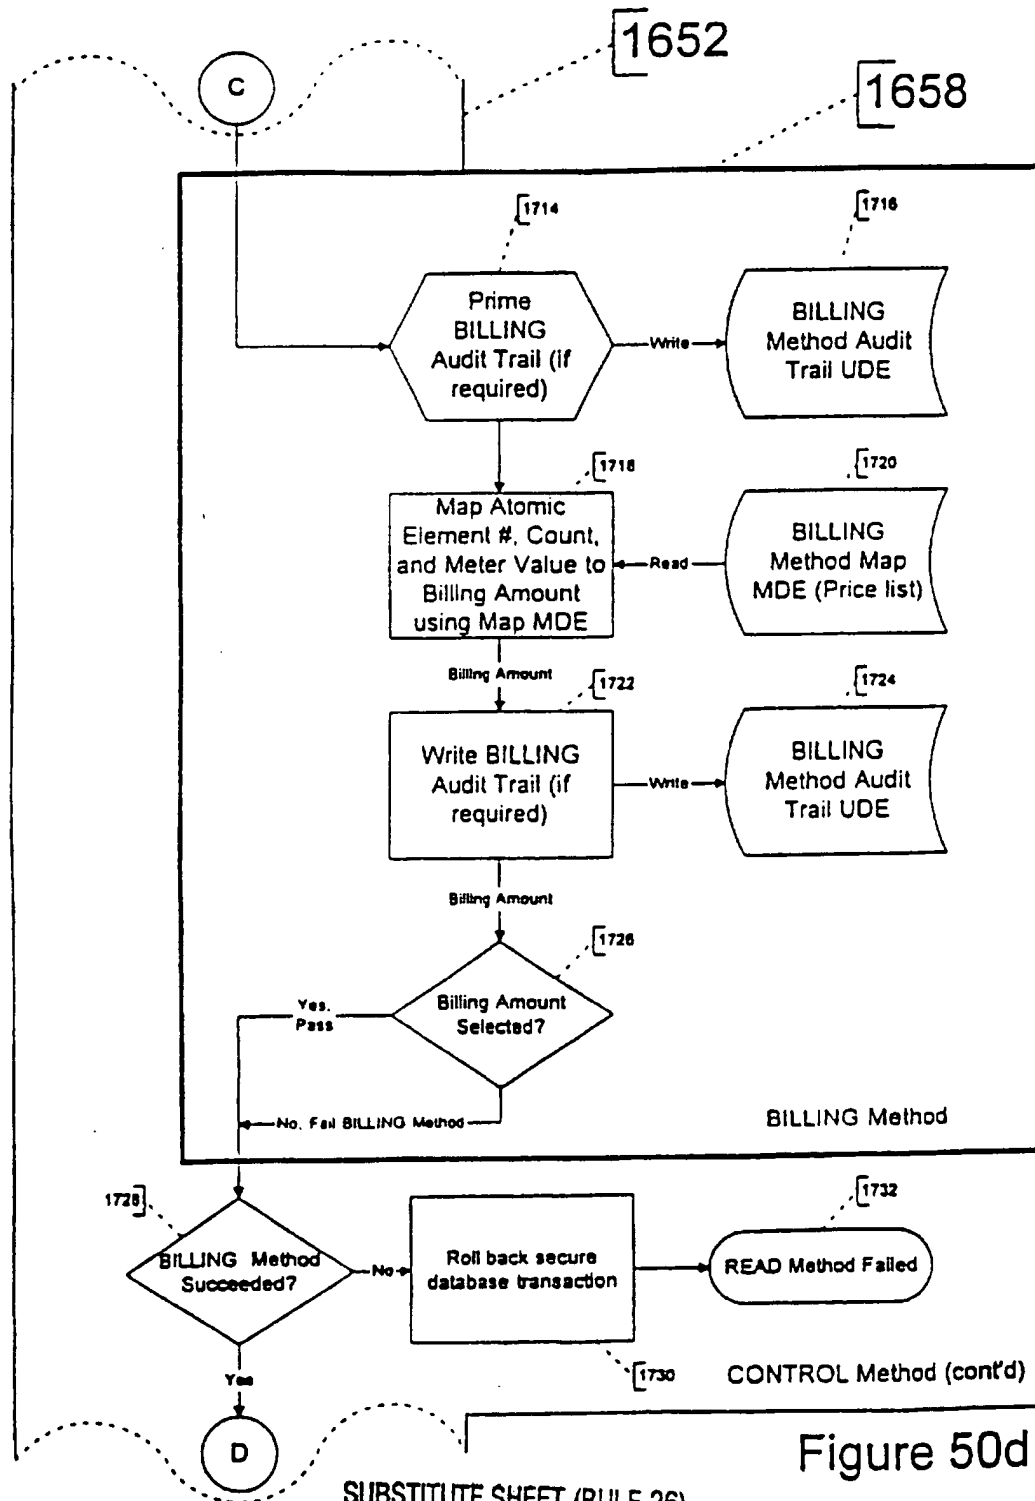 1652
C
1658
1714
1716
Prime
BILLING
Audit Trail (if
required)
Write
BILLING
Method Audit
Trail UDE
1718
1720
Map Atomic
Element #, Count,
and Meter Value to
Billing Amount
using Map MDE
Read
BILLING
Method Map
MDE (Price list)
Billing Amount
1722
1724
Write BILLING
Audit Trail (if
required)
Write
BILLING
Method Audit
Trail UDE
Billing Amount
1726
Yes,
Pass
Billing Amount
Selected?
No, Fail BILLING Method
BILLING Method
1728
1732
BILLING Method
Succeeded?
No
Roll back secure
database transaction
READ Method Failed
1730
CONTROL Method (cont'd)
Yes
D
Figure 50d
SUBSTITUTE SHEET (RULE 26)